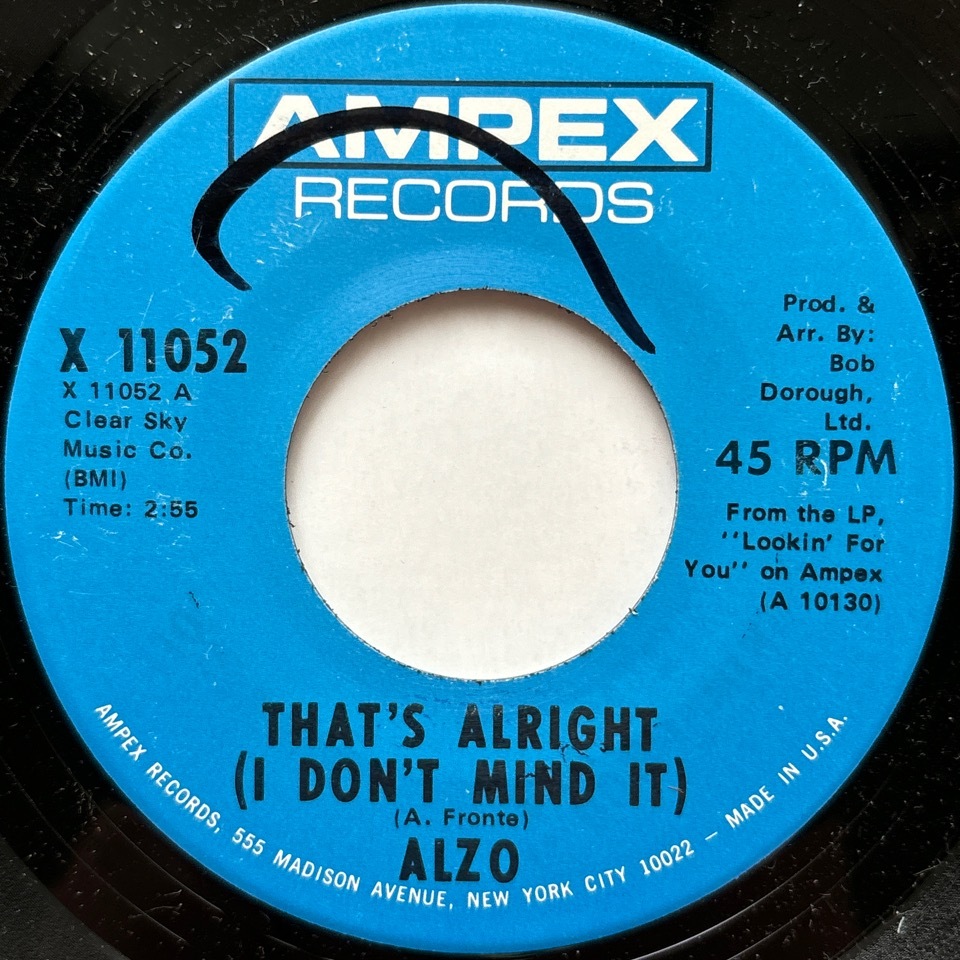 AMPEX
RECORDS
X 11052
X 11052 A
Clear Sky
Music Co.
(BMI)
Time: 2:55
Prod. &
Arr. By:
Bob
Dorough,
Ltd.
45 RPM
From the LP,
"Lookin' For
You" on Ampex
(A 10130)
THAT'S ALRIGHT
(I DON'T MIND IT)
(A. Fronte)
ALZO
AMPEX RECORDS, 555 MADISON AVENUE, NEW YORK CITY 10022 — MADE IN U.S.A.